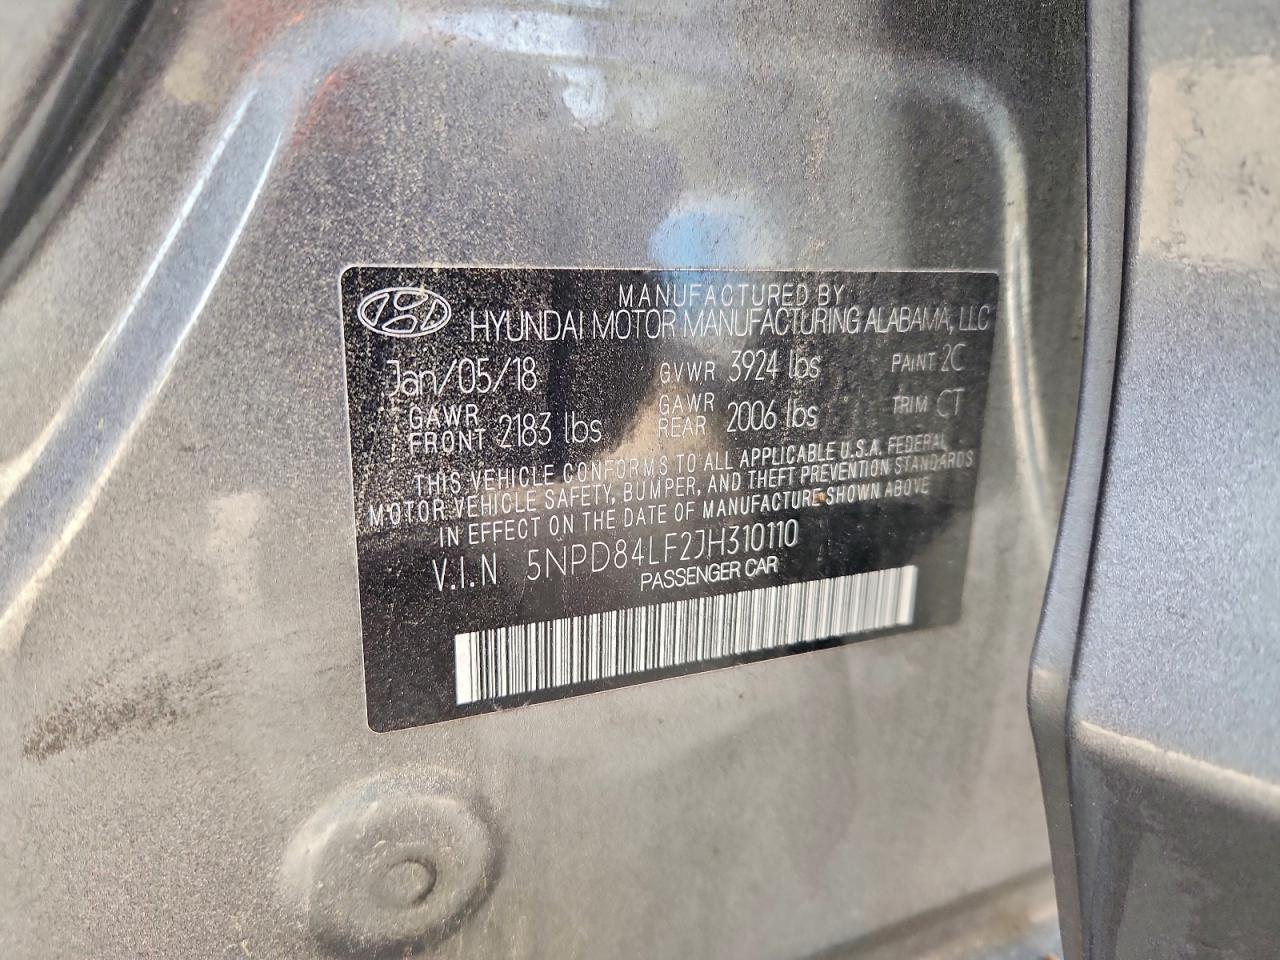 MANUFACTURED BY
HYUNDAI MOTOR MANUFACTURING ALABAMA, LLC
Jan/05/18 GVWR 3924 lbs PAINT 2C
GAWR FRONT 2183 lbs GAWR REAR 2006 lbs TRIM CT
THIS VEHICLE CONFORMS TO ALL APPLICABLE U.S.A. FEDERAL
MOTOR VEHICLE SAFETY, BUMPER, AND THEFT PREVENTION STANDARDS
IN EFFECT ON THE DATE OF MANUFACTURE SHOWN ABOVE
V.I.N 5NPD84LF2JH310110
PASSENGER CAR